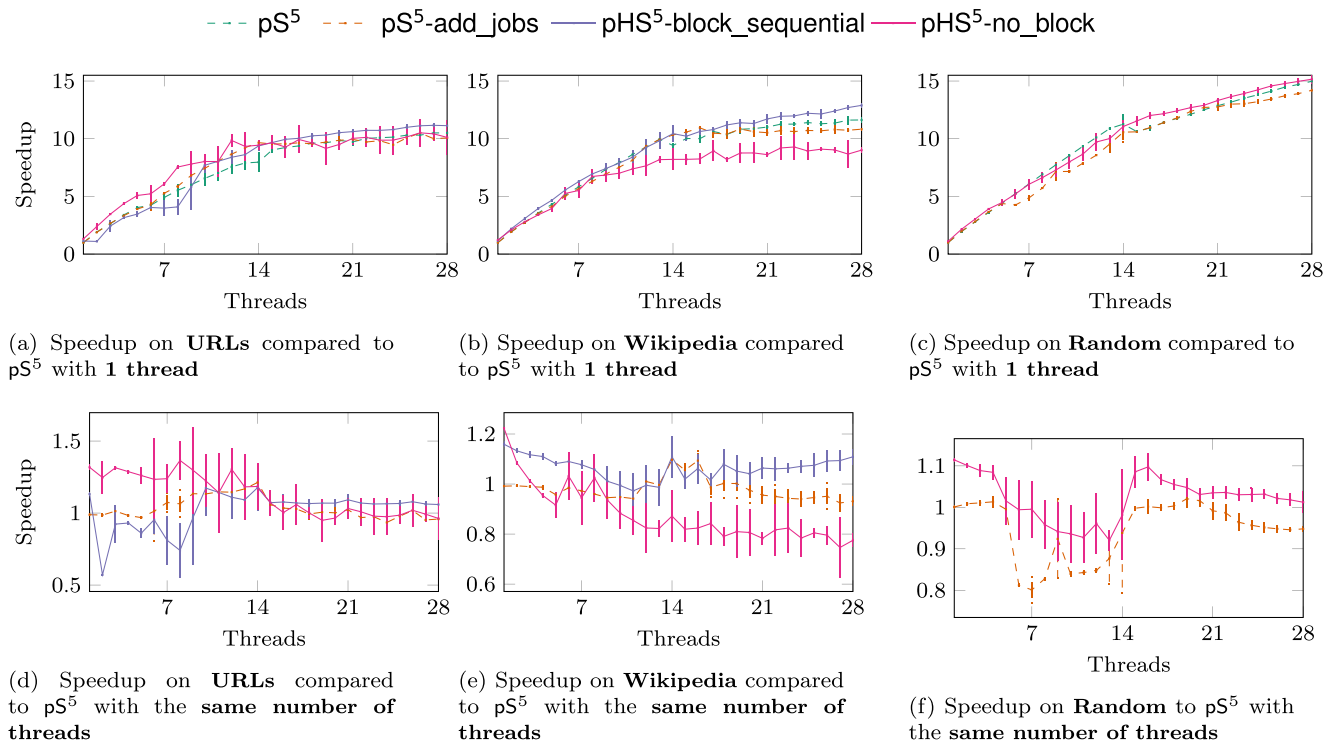 pS⁵ pS⁵-add_jobs pHS⁵-block_sequential pHS⁵-no_block
15
10
5
0
Speedup
7 14 21 28
Threads
(a) Speedup on URLs compared to
pS⁵ with 1 thread
15
10
5
0
7 14 21 28
Threads
(b) Speedup on Wikipedia compared
to pS⁵ with 1 thread
15
10
5
0
7 14 21 28
Threads
(c) Speedup on Random compared to
pS⁵ with 1 thread
1.5
1
0.5
Speedup
7 14 21 28
Threads
(d) Speedup on URLs compared
to pS⁵ with the same number of
threads
1.2
1
0.8
0.6
7 14 21 28
Threads
(e) Speedup on Wikipedia compared
to pS⁵ with the same number of
threads
1.1
1
0.9
0.8
7 14 21 28
Threads
(f) Speedup on Random to pS⁵ with
the same number of threads